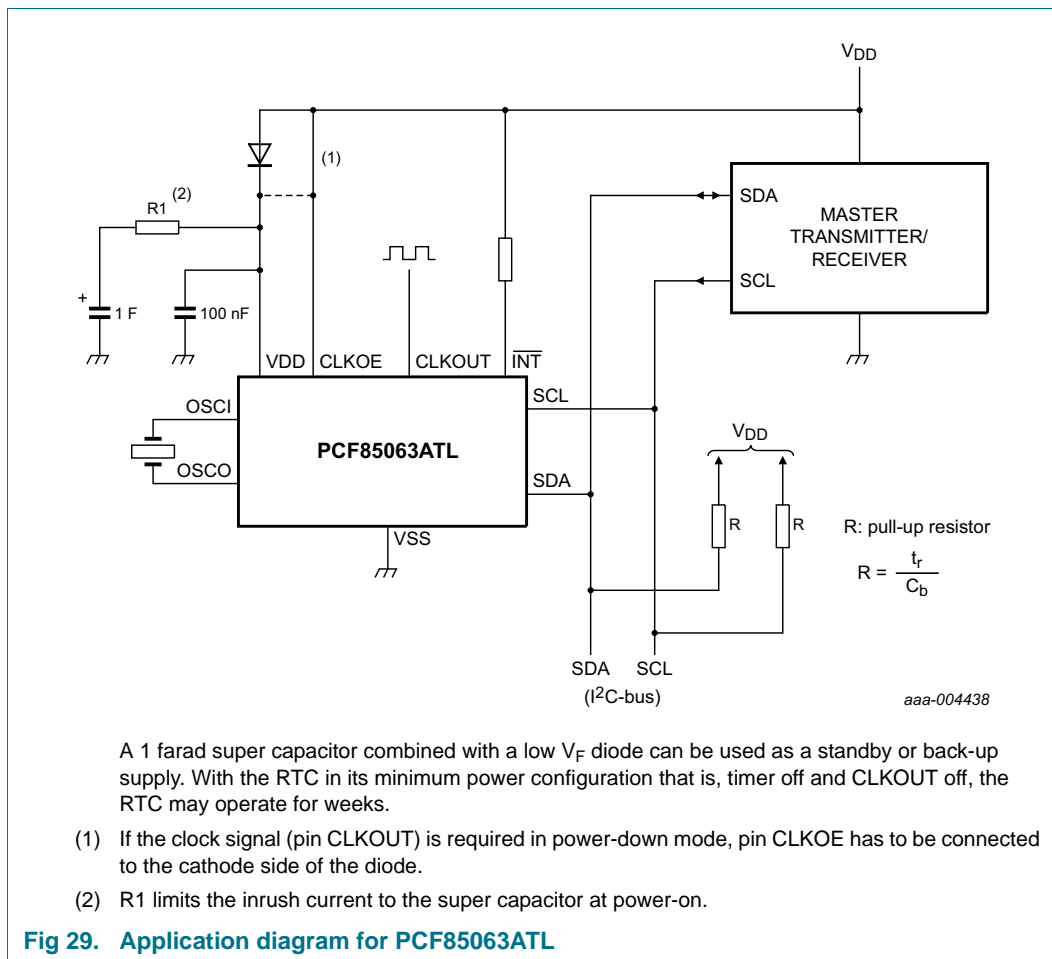 VDD
(1)
(2)
R1
SDA
MASTER
TRANSMITTER/
RECEIVER
SCL
+
1 F
100 nF
VDD
CLKOE
CLKOUT
INT
OSCI
SCL
PCF85063ATL
OSCO
SDA
VSS
VDD
R
R
R: pull-up resistor
R = tr
Cb
SDA
SCL
(I2C-bus)
aaa-004438
A 1 farad super capacitor combined with a low VF diode can be used as a standby or back-up
supply. With the RTC in its minimum power configuration that is, timer off and CLKOUT off, the
RTC may operate for weeks.
(1) If the clock signal (pin CLKOUT) is required in power-down mode, pin CLKOE has to be connected
to the cathode side of the diode.
(2) R1 limits the inrush current to the super capacitor at power-on.
Fig 29. Application diagram for PCF85063ATL